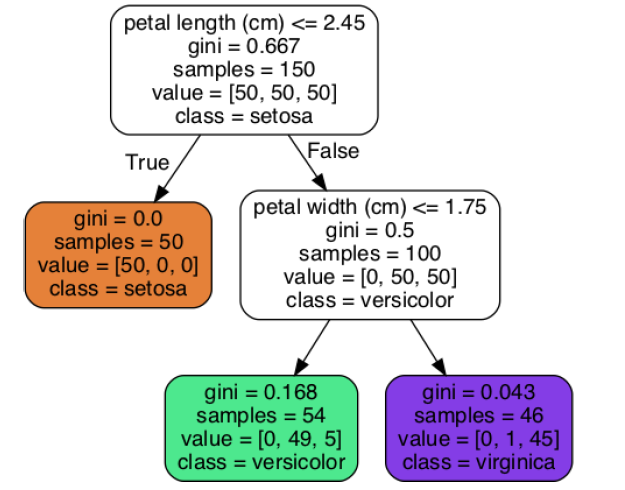 petal length (cm) <= 2.45
gini = 0.667
samples = 150
value = [50, 50, 50]
class = setosa
True
False
gini = 0.0
samples = 50
value = [50, 0, 0]
class = setosa
petal width (cm) <= 1.75
gini = 0.5
samples = 100
value = [0, 50, 50]
class = versicolor
gini = 0.168
samples = 54
value = [0, 49, 5]
class = versicolor
gini = 0.043
samples = 46
value = [0, 1, 45]
class = virginica